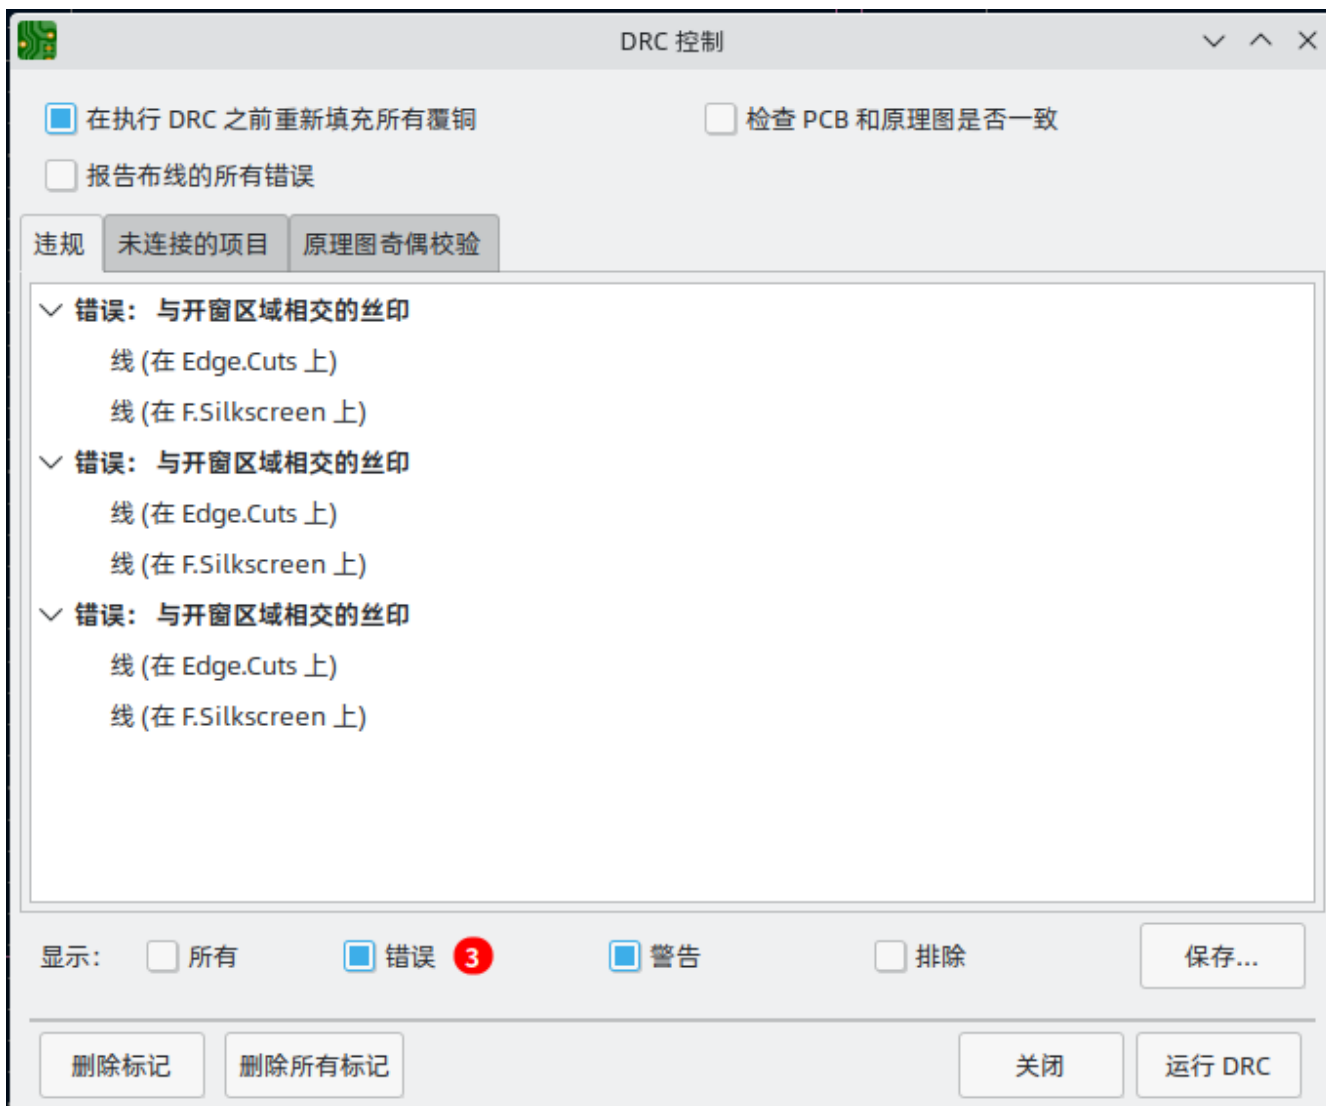 DRC 控制
在执行 DRC 之前重新填充所有覆铜 检查 PCB 和原理图是否一致
报告布线的所有错误
违规 未连接的项目 原理图奇偶校验
错误： 与开窗区域相交的丝印
线 (在 Edge.Cuts 上)
线 (在 F.Silkscreen 上)
错误： 与开窗区域相交的丝印
线 (在 Edge.Cuts 上)
线 (在 F.Silkscreen 上)
错误： 与开窗区域相交的丝印
线 (在 Edge.Cuts 上)
线 (在 F.Silkscreen 上)
显示： 所有 错误 3 警告 排除 保存...
删除标记 删除所有标记 关闭 运行 DRC